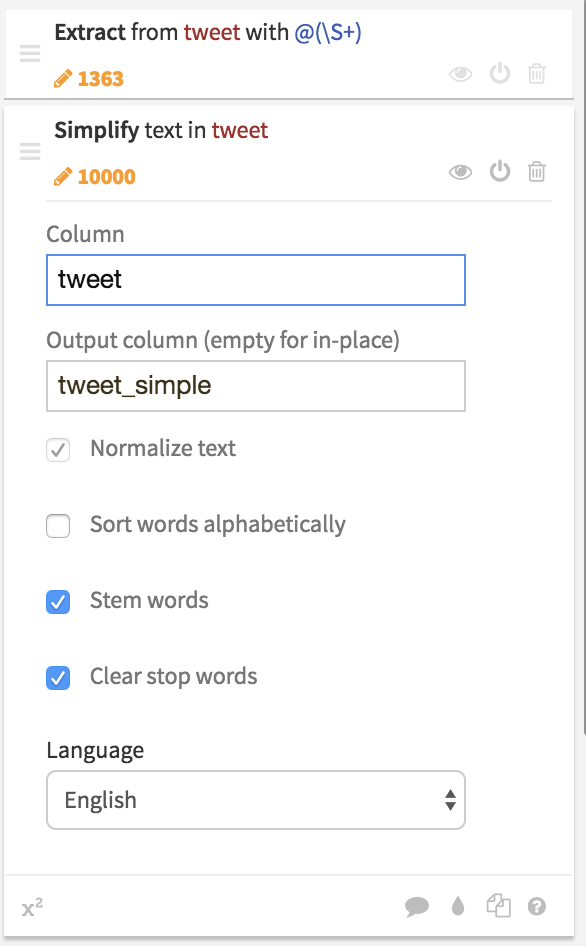 Extract from tweet with @(\S+)
1363
Simplify text in tweet
10000
Column
tweet
Output column (empty for in-place)
tweet_simple
Normalize text
Sort words alphabetically
Stem words
Clear stop words
Language
English
x²